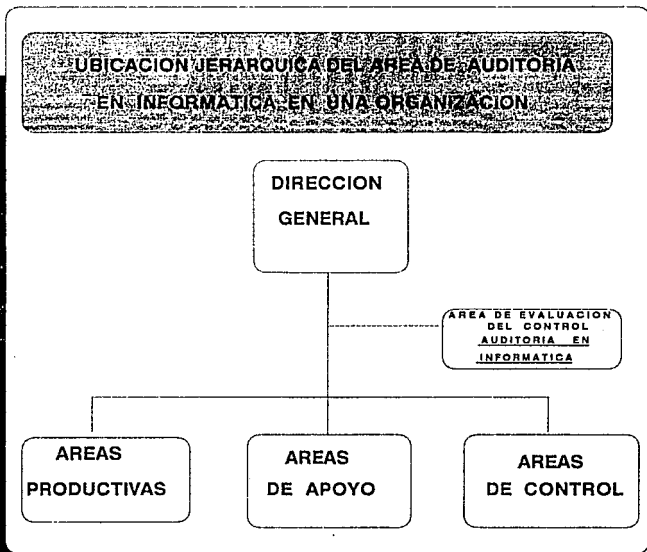 UBICACION JERARQUICA DEL AREA DE AUDITORIA
EN INFORMATICA EN UNA ORGANIZACION
DIRECCION
GENERAL
AREA DE EVALUACION
DEL CONTROL
AUDITORIA EN
INFORMATICA
AREAS
PRODUCTIVAS
AREAS
DE APOYO
AREAS
DE CONTROL